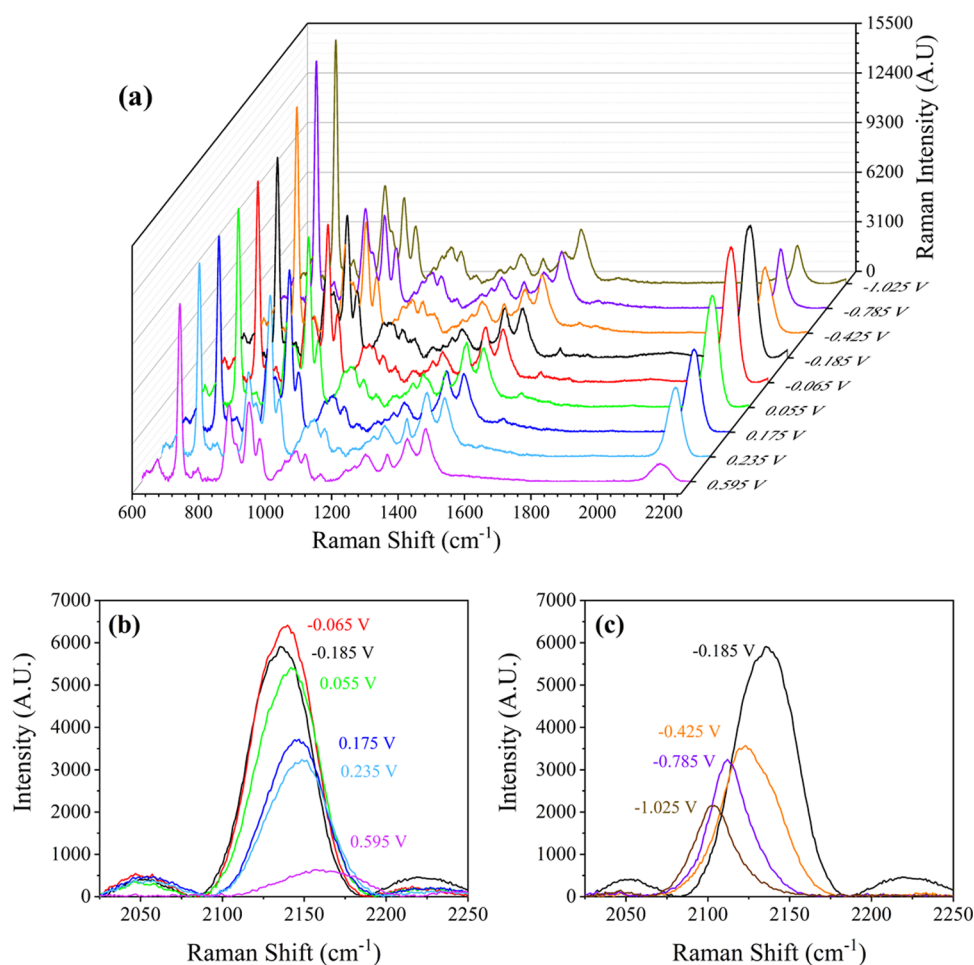 (a)
15500
12400
9300
6200
3100
0
Raman Intensity (A.U)
-1.025 V
-0.785 V
-0.425 V
-0.185 V
-0.065 V
0.055 V
0.175 V
0.235 V
0.595 V
600 800 1000 1200 1400 1600 1800 2000 2200
Raman Shift (cm⁻¹)
(b)
7000
6000
5000
4000
3000
2000
1000
0
Intensity (A.U.)
-0.065 V
-0.185 V
0.055 V
0.175 V
0.235 V
0.595 V
2050 2100 2150 2200 2250
Raman Shift (cm⁻¹)
(c)
7000
6000
5000
4000
3000
2000
1000
0
Intensity (A.U.)
-0.185 V
-0.425 V
-0.785 V
-1.025 V
2050 2100 2150 2200 2250
Raman Shift (cm⁻¹)